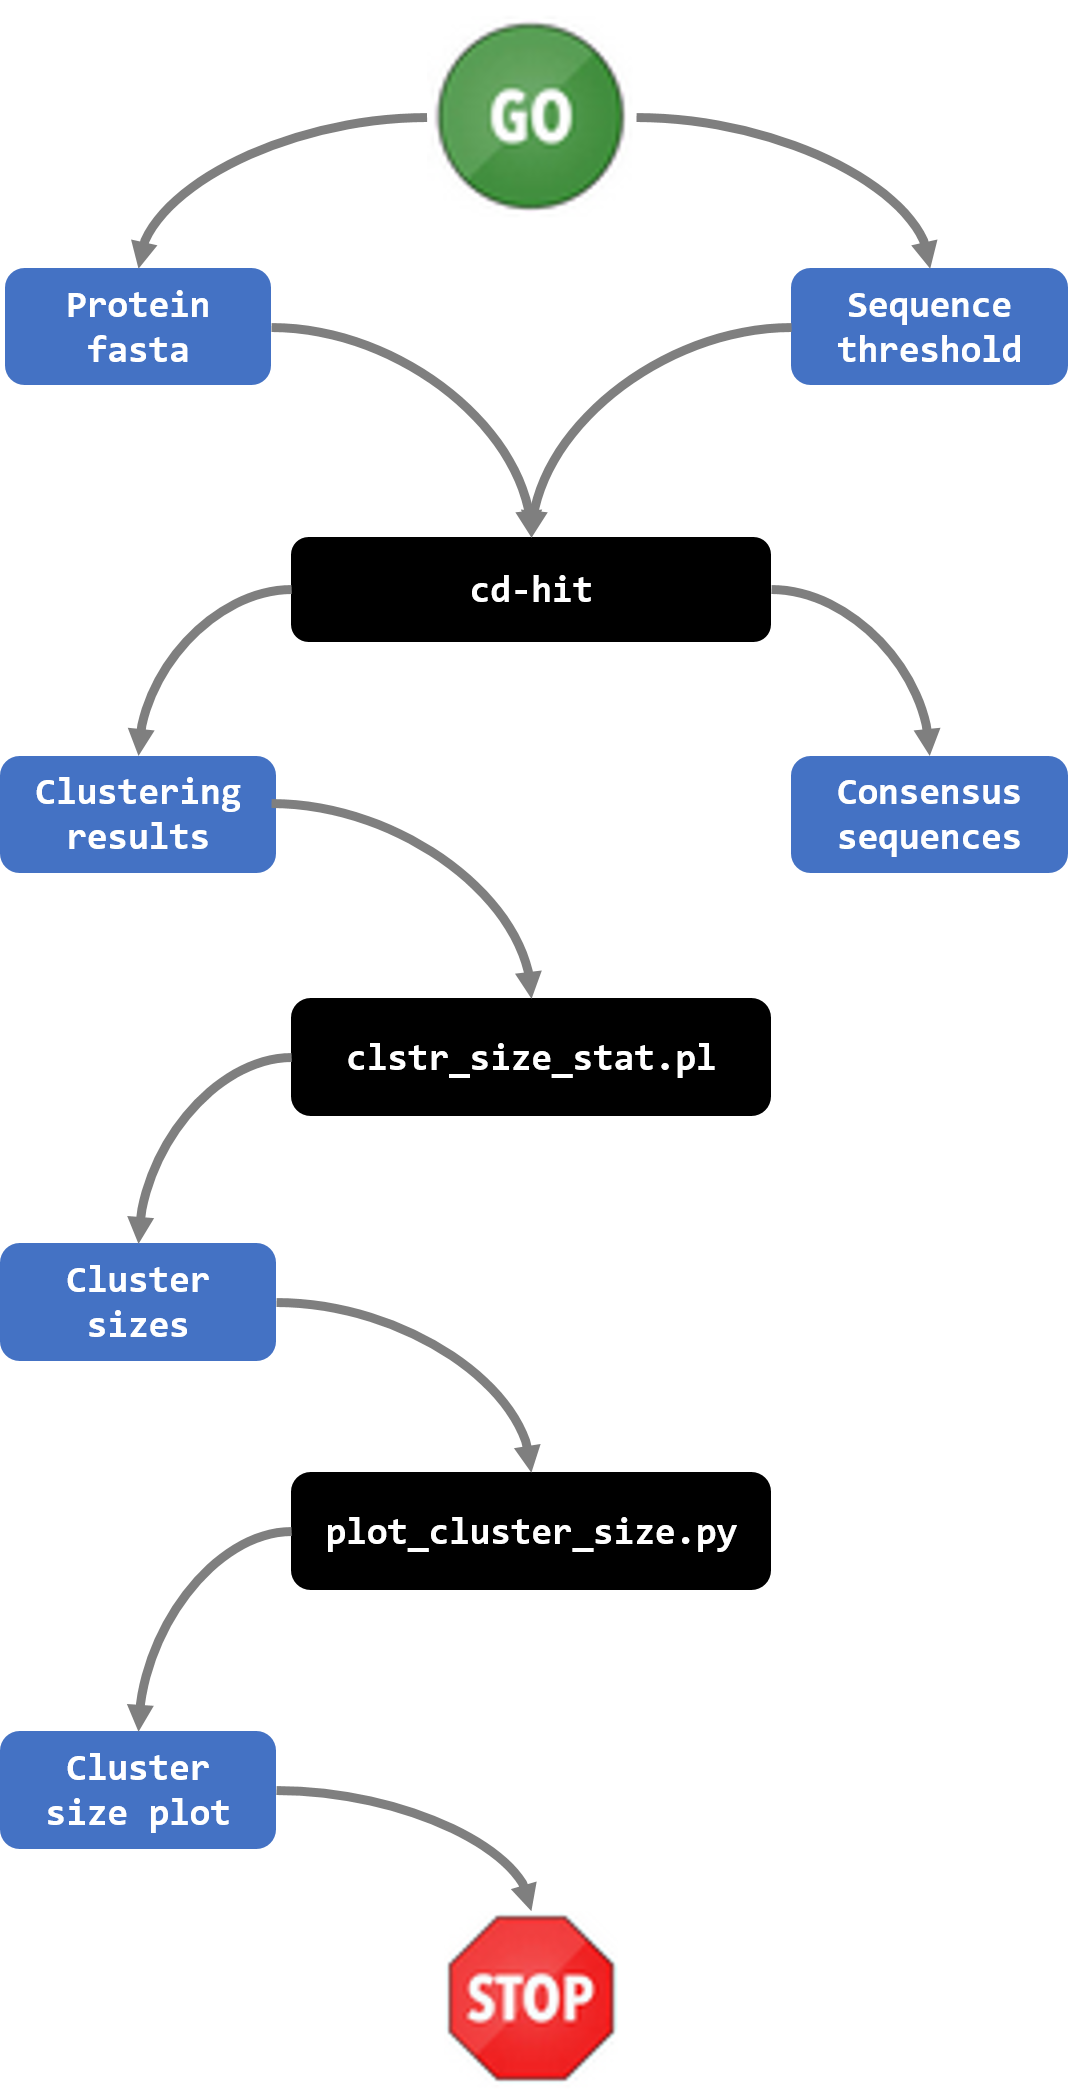 GO
Protein
fasta
Sequence
threshold
cd-hit
Clustering
results
Consensus
sequences
clstr_size_stat.pl
Cluster
sizes
plot_cluster_size.py
Cluster
size plot
STOP